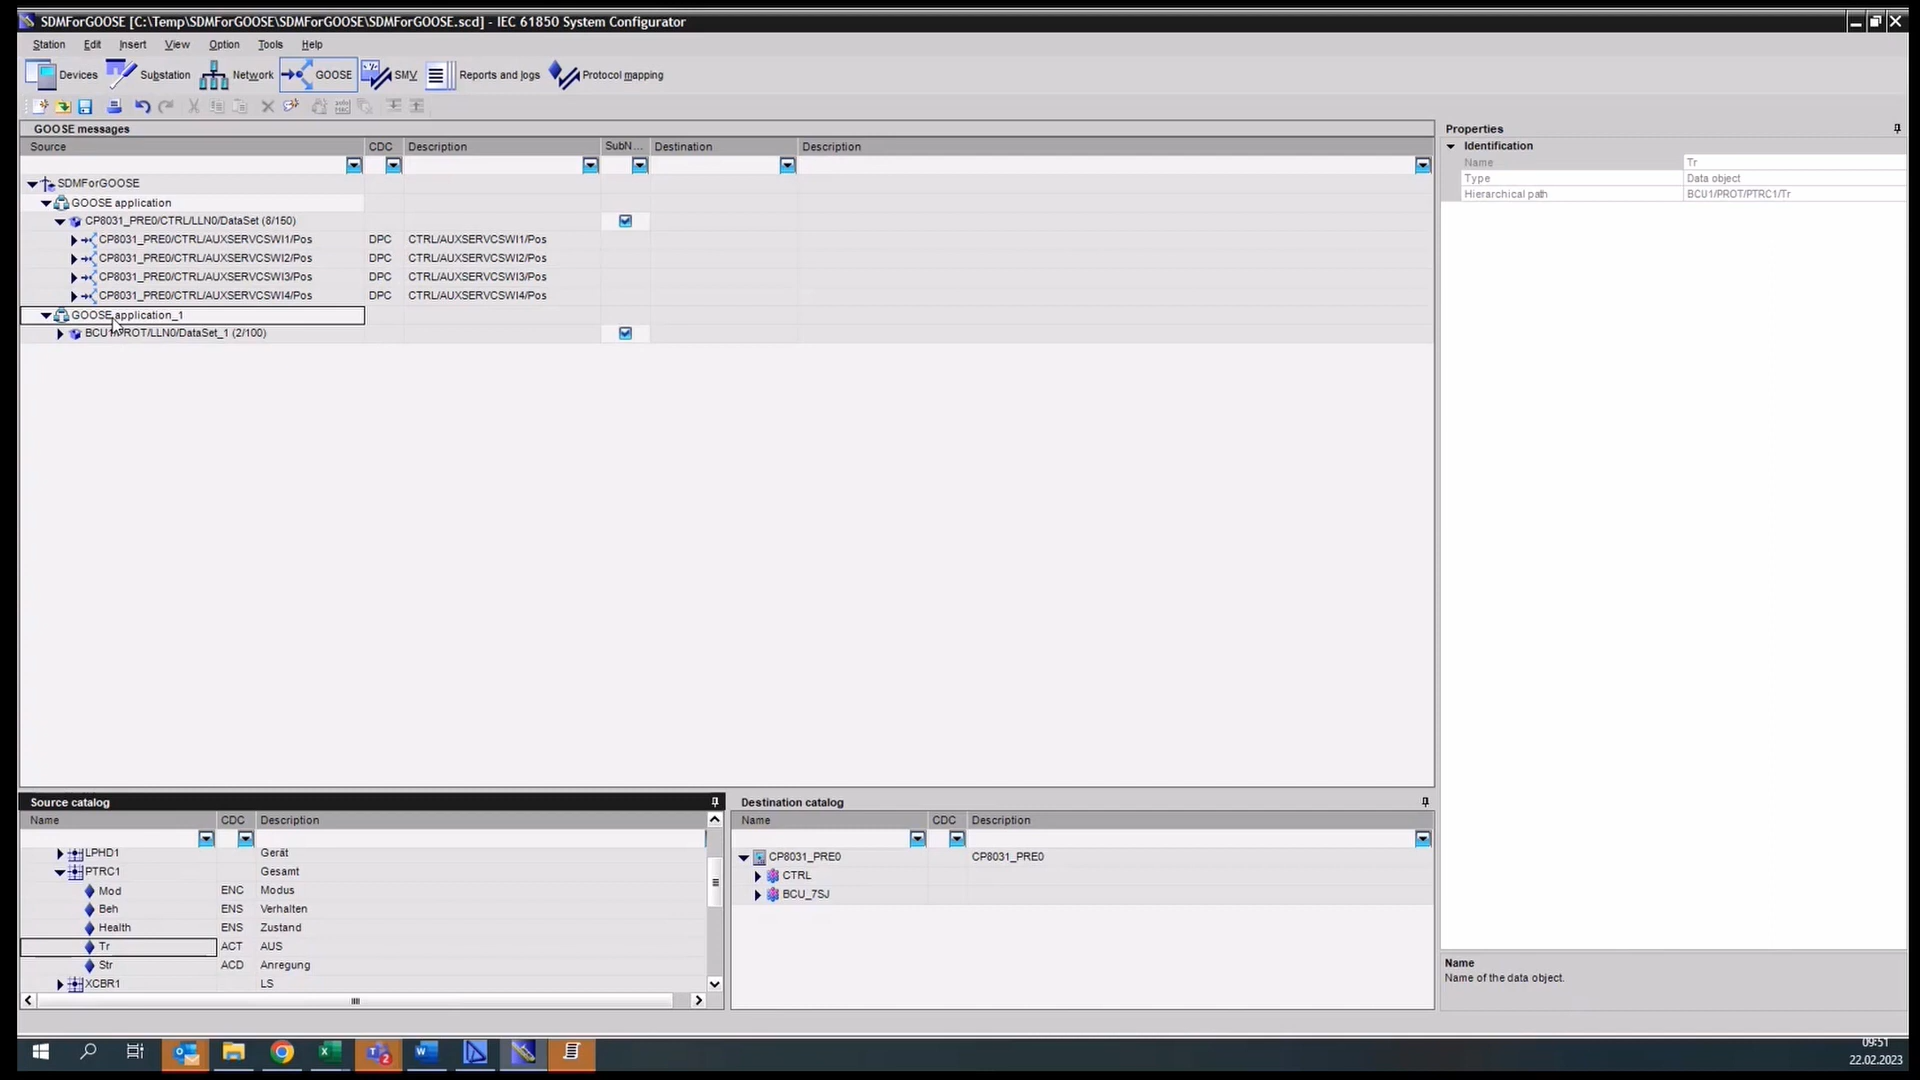 SDMForGOOSE [C:\Temp\SDMForGOOSE\SDMForGOOSE\SDMForGOOSE.scd] - IEC 61850 System Configurator
Station Edit Insert View Option Tools Help
Devices Substation Network GOOSE SMV Reports and logs Protocol mapping
GOOSE messages
Source CDC Description SubN... Destination Description
SDMForGOOSE
GOOSE application
CP8031_PRE0/CTRL/LLN0/DataSet (8/150)
CP8031_PRE0/CTRL/AUXSERVCSWI1/Pos DPC CTRL/AUXSERVCSWI1/Pos
CP8031_PRE0/CTRL/AUXSERVCSWI2/Pos DPC CTRL/AUXSERVCSWI2/Pos
CP8031_PRE0/CTRL/AUXSERVCSWI3/Pos DPC CTRL/AUXSERVCSWI3/Pos
CP8031_PRE0/CTRL/AUXSERVCSWI4/Pos DPC CTRL/AUXSERVCSWI4/Pos
GOOSE application_1
BCU1/PROT/LLN0/DataSet_1 (2/100)
Properties
Identification
Name Tr
Type Data object
Hierarchical path BCU1/PROT/PTRC1/Tr
Name
Name of the data object.
Source catalog
Name CDC Description
LPHD1 Gerät
PTRC1 Gesamt
Mod ENC Modus
Beh ENS Verhalten
Health ENS Zustand
Tr ACT AUS
Str ACD Anregung
XCBR1 LS
Destination catalog
Name CDC Description
CP8031_PRE0 CP8031_PRE0
CTRL
BCU_7SJ
2
09:51
22.02.2023